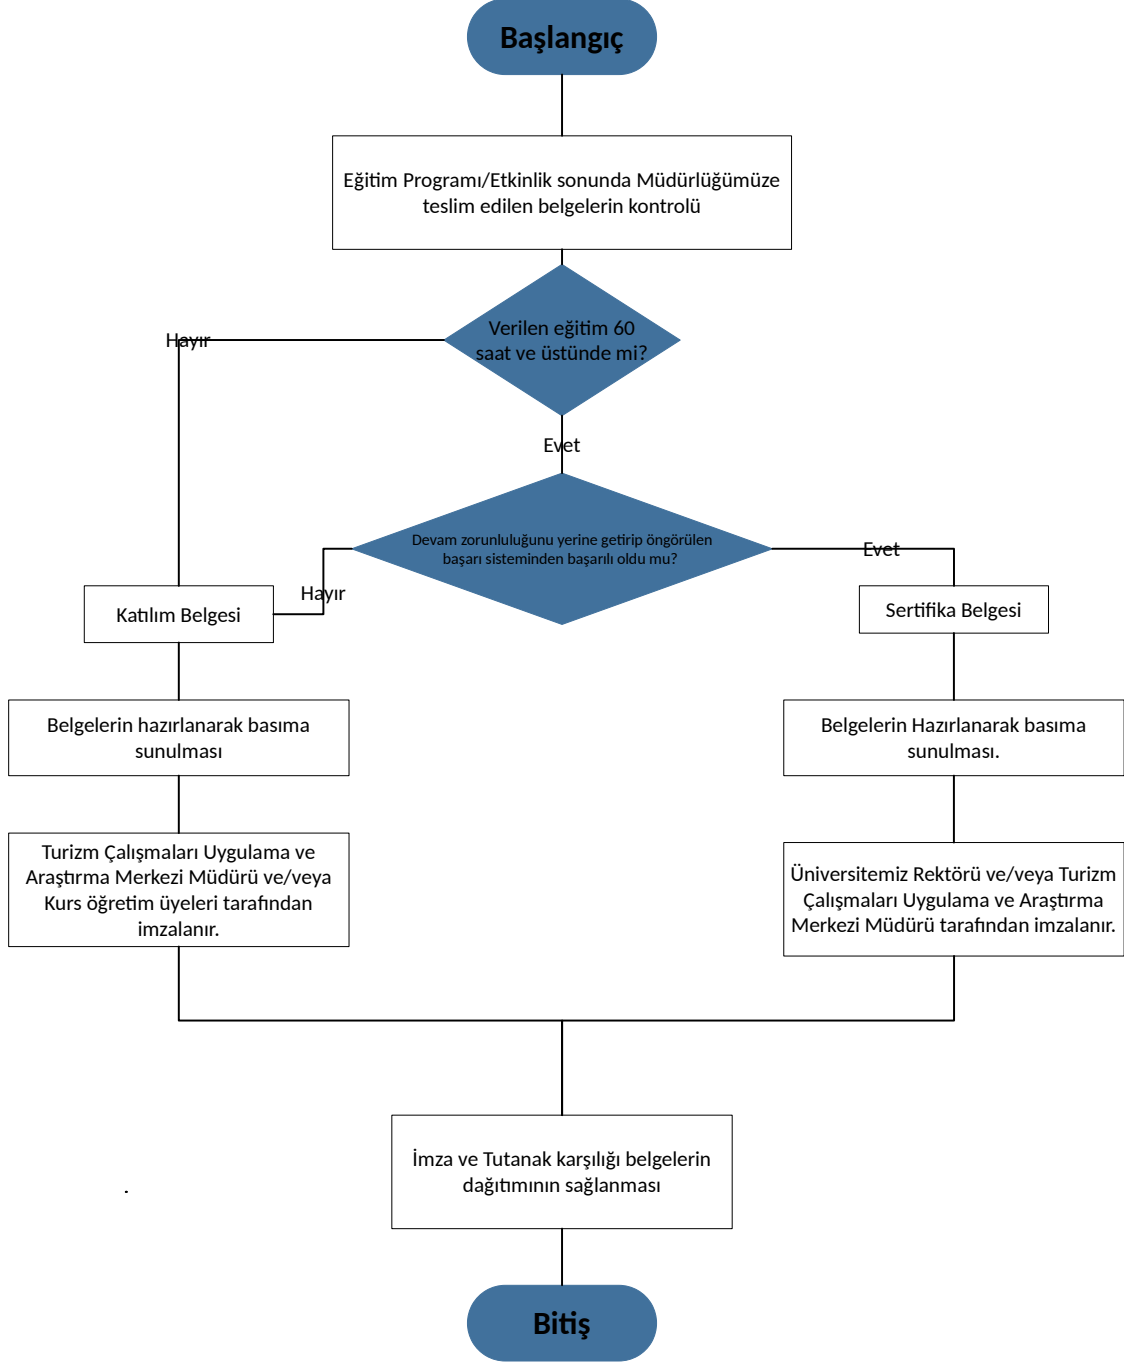 Başlangıç
Eğitim Programı/Etkinlik sonunda Müdürlüğümüze
teslim edilen belgelerin kontrolü
Verilen eğitim 60
saat ve üstünde mi?
Hayır
Evet
Devam zorunluluğunu yerine getirip öngörülen
başarı sisteminden başarılı oldu mu?
Evet
Hayır
Katılım Belgesi
Sertifika Belgesi
Belgelerin hazırlanarak basıma
sunulması
Belgelerin Hazırlanarak basıma
sunulması.
Turizm Çalışmaları Uygulama ve
Araştırma Merkezi Müdürü ve/veya
Kurs öğretim üyeleri tarafından
imzalanır.
Üniversitemiz Rektörü ve/veya Turizm
Çalışmaları Uygulama ve Araştırma
Merkezi Müdürü tarafından imzalanır.
İmza ve Tutanak karşılığı belgelerin
dağıtımının sağlanması
.
Bitiş